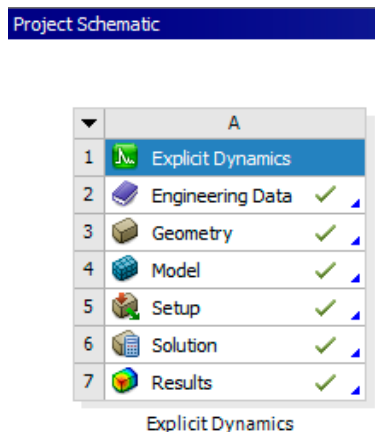 Project Schematic
A
1 Explicit Dynamics
2 Engineering Data
3 Geometry
4 Model
5 Setup
6 Solution
7 Results
Explicit Dynamics